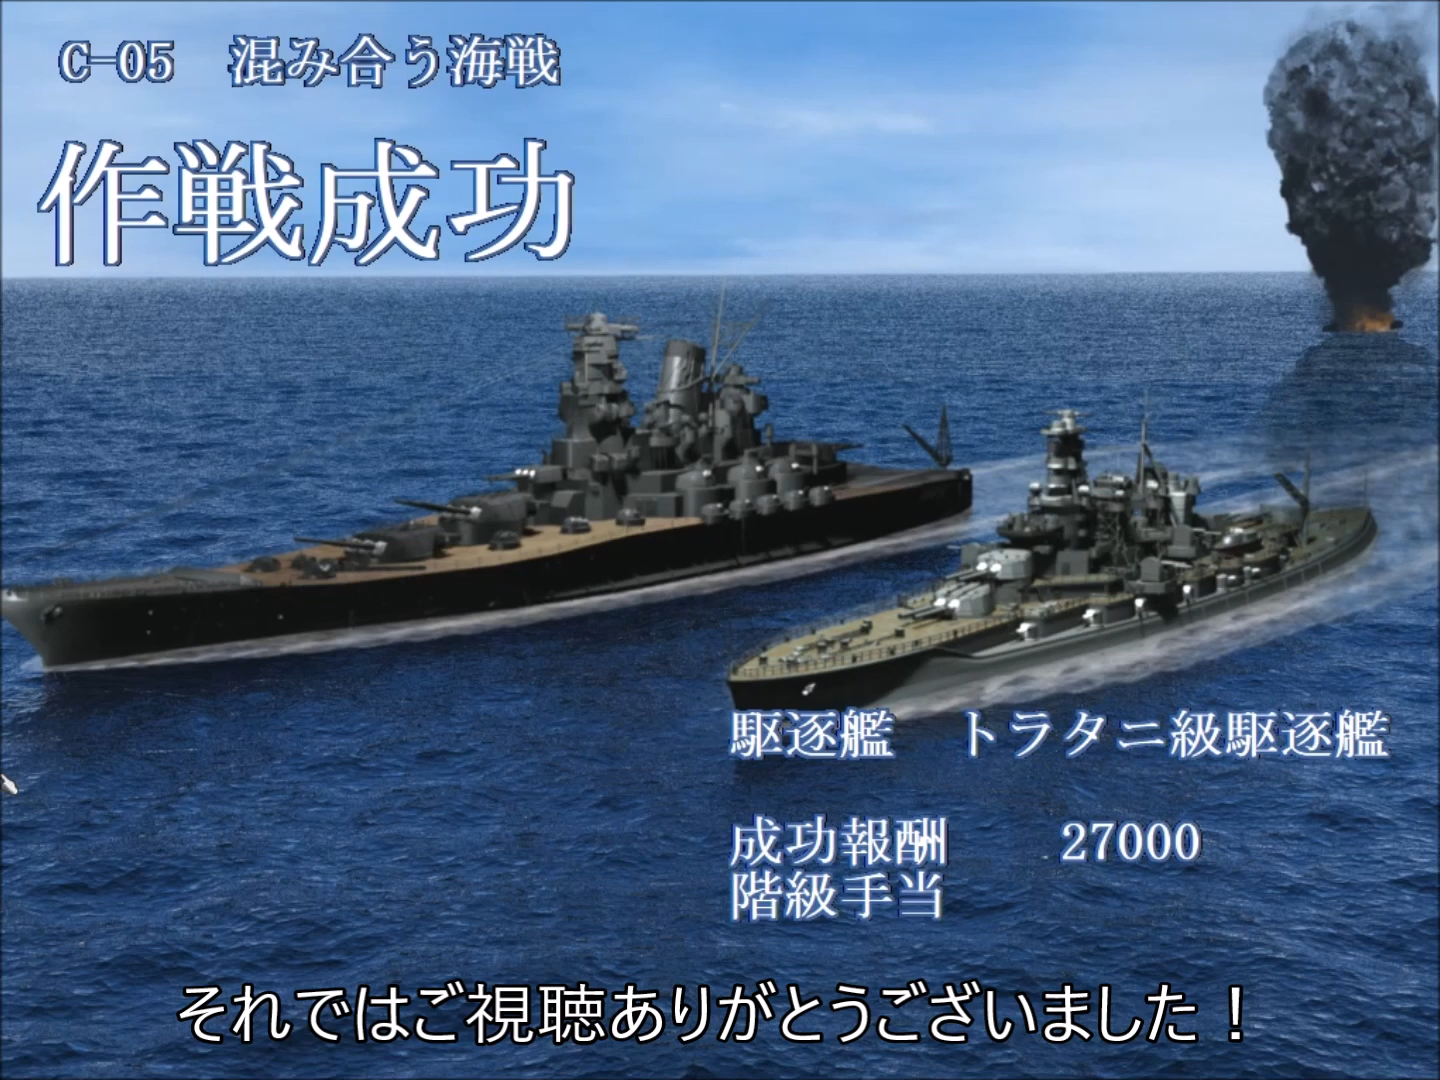 C-05　混み合う海戦
作戦成功
駆逐艦　トラタニ級駆逐艦
成功報酬　27000
階級手当
それではご視聴ありがとうございました！